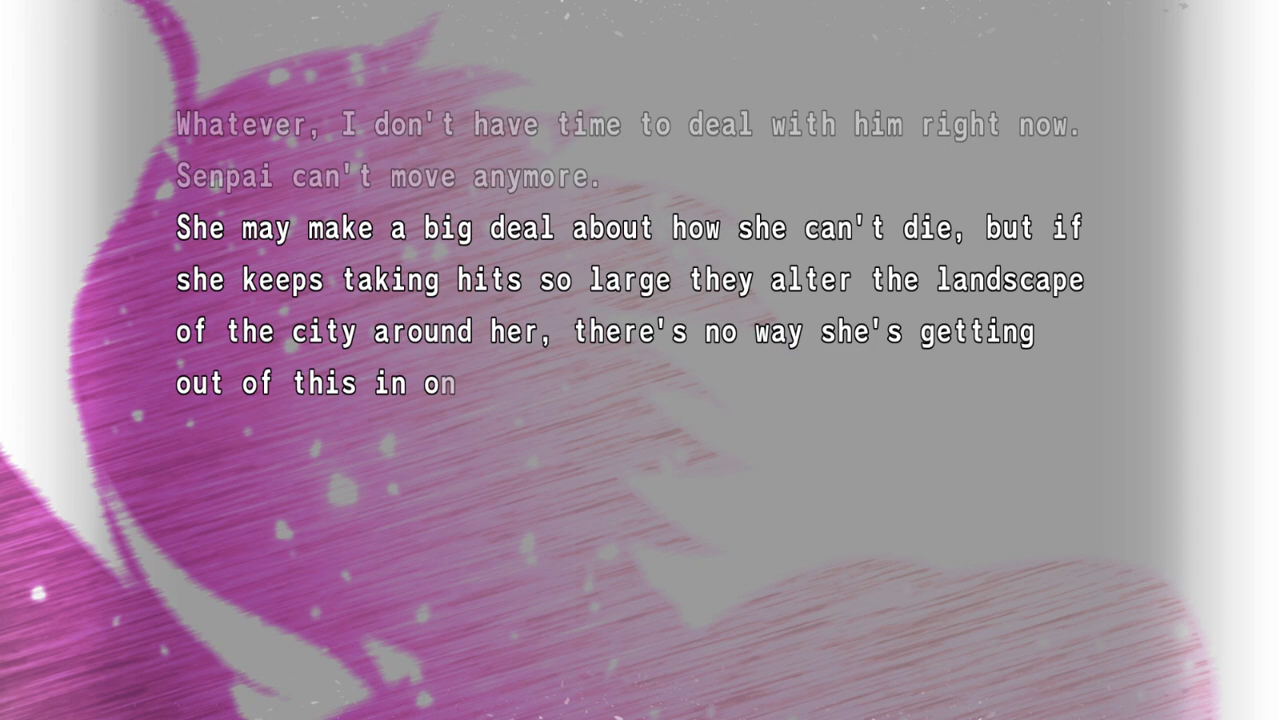 Whatever, I don't have time to deal with him right now.
Senpai can't move anymore.
She may make a big deal about how she can't die, but if
she keeps taking hits so large they alter the landscape
of the city around her, there's no way she's getting
out of this in on